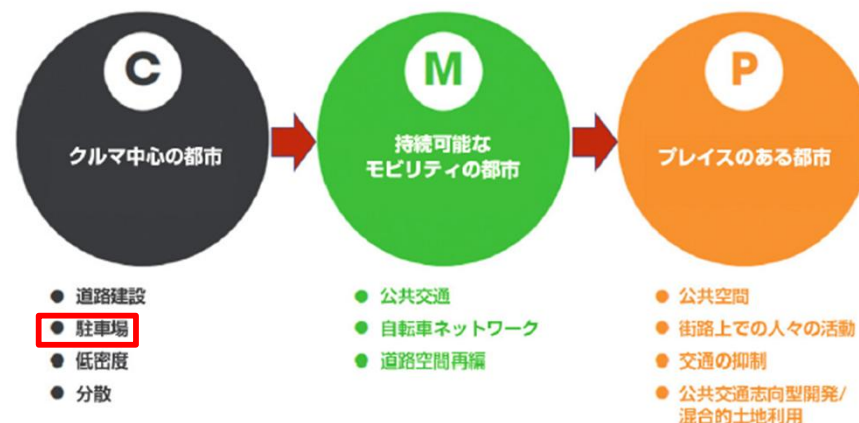 C
クルマ中心の都市
● 道路建設
● 駐車場
● 低密度
● 分散
M
持続可能な
モビリティの都市
● 公共交通
● 自転車ネットワーク
● 道路空間再編
P
プレイスのある都市
● 公共空間
● 街路上での人々の活動
● 交通の抑制
● 公共交通志向型開発/
混合的土地利用